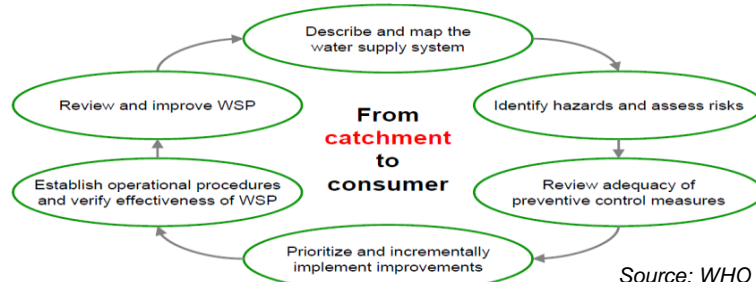 Describe and map the
water supply system
Identify hazards and assess risks
Review adequacy of
preventive control measures
Prioritize and incrementally
implement improvements
Establish operational procedures
and verify effectiveness of WSP
Review and improve WSP
From
catchment
to
consumer
Source: WHO